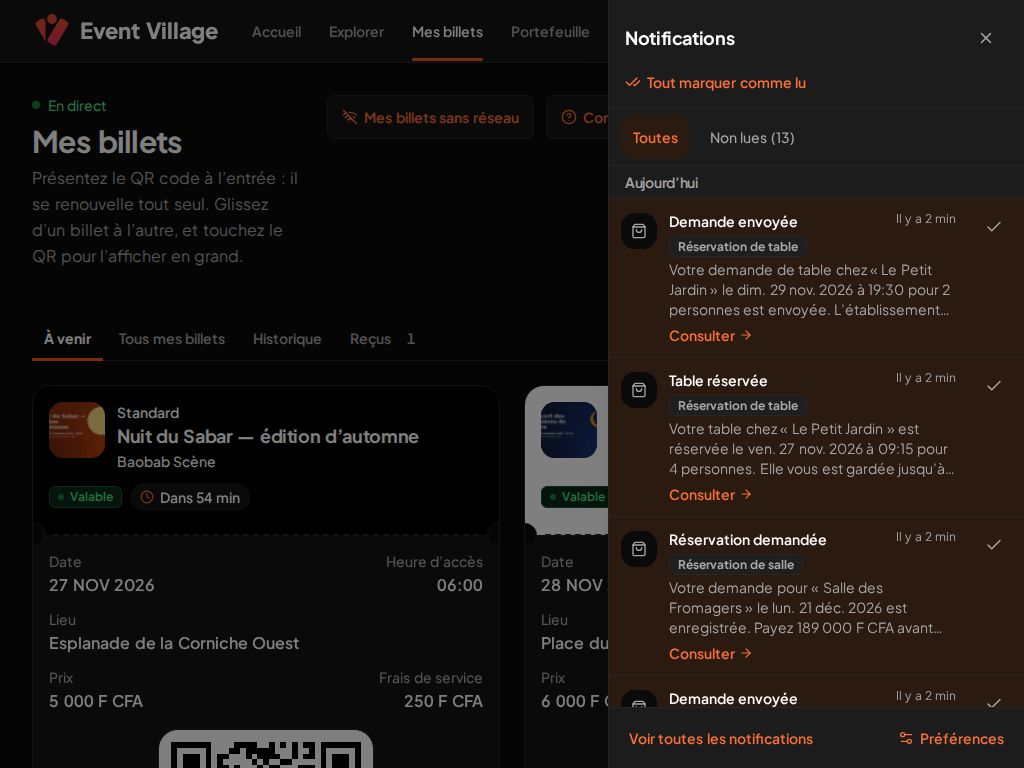 Event Village
Accueil
Explorer
Mes billets
Portefeuille
En direct
Mes billets
Présentez le QR code à l'entrée : il
se renouvelle tout seul. Glissez
d'un billet à l'autre, et touchez le
QR pour l'afficher en grand.
Mes billets sans réseau
À venir
Tous mes billets
Historique
Reçus 1
Standard
Nuit du Sabar — édition d'automne
Baobab Scène
Valable
Dans 54 min
Date
Heure d'accès
27 NOV 2026
06:00
Lieu
Esplanade de la Corniche Ouest
Prix
Frais de service
5 000 F CFA
250 F CFA
Valable
Date
28 NOV
Lieu
Place du
Prix
6 000 F
Notifications
Tout marquer comme lu
Toutes
Non lues (13)
Aujourd'hui
Demande envoyée
Il y a 2 min
Réservation de table
Votre demande de table chez « Le Petit
Jardin » le dim. 29 nov. 2026 à 19:30 pour 2
personnes est envoyée. L'établissement…
Consulter
Table réservée
Il y a 2 min
Réservation de table
Votre table chez « Le Petit Jardin » est
réservée le ven. 27 nov. 2026 à 09:15 pour
4 personnes. Elle vous est gardée jusqu'à…
Consulter
Réservation demandée
Il y a 2 min
Réservation de salle
Votre demande pour « Salle des
Fromagers » le lun. 21 déc. 2026 est
enregistrée. Payez 189 000 F CFA avant…
Consulter
Demande envoyée
Il y a 2 min
Voir toutes les notifications
Préférences